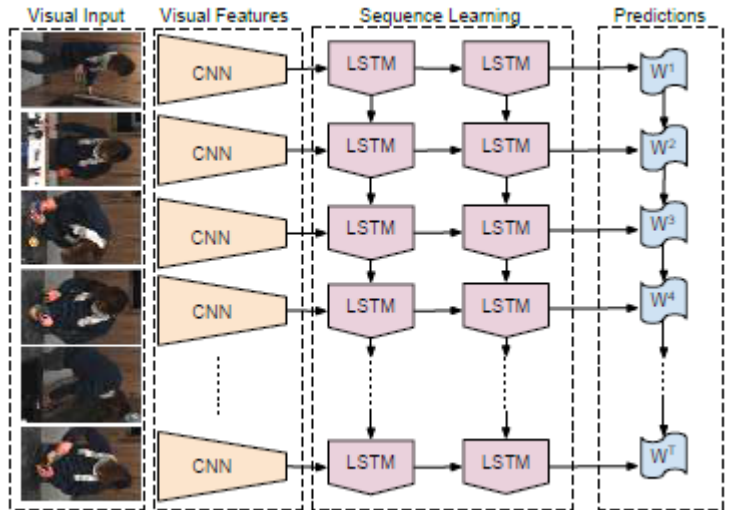 Visual Input Visual Features Sequence Learning Predictions
CNN LSTM LSTM W¹
CNN LSTM LSTM W²
CNN LSTM LSTM W³
CNN LSTM LSTM W⁴
CNN LSTM LSTM Wᵀ